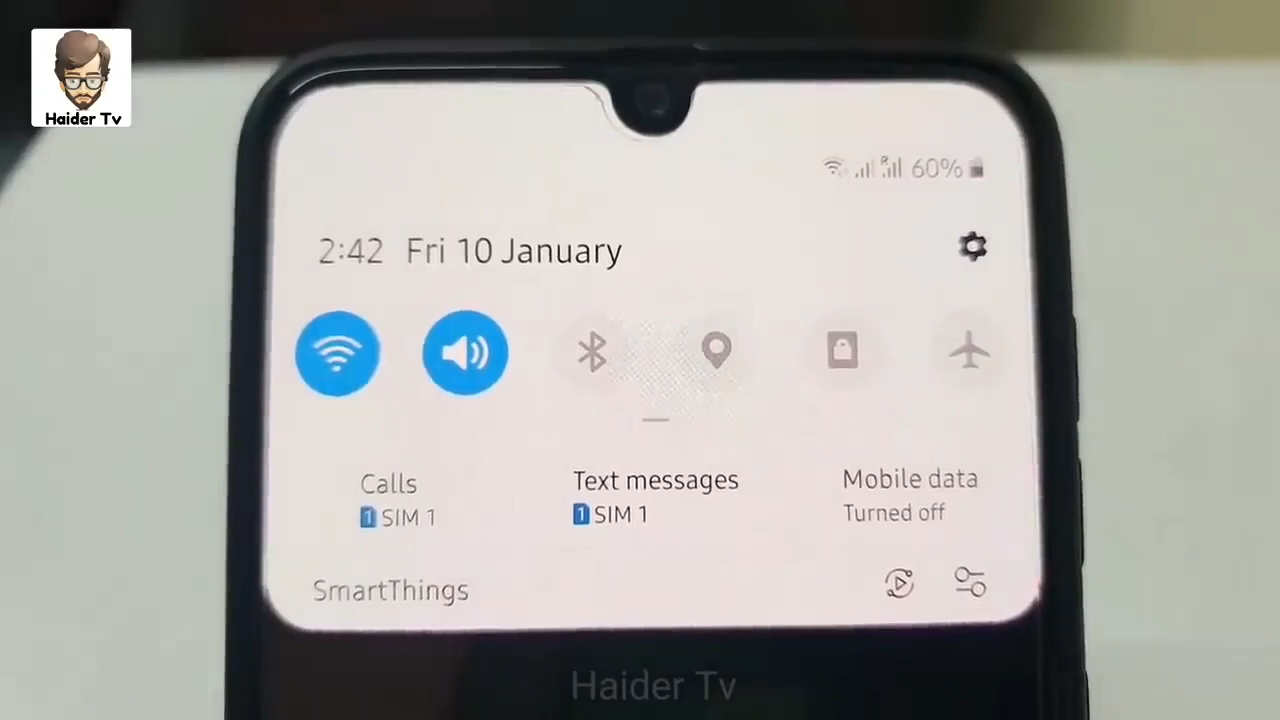 Haider Tv
R 60%
2:42 Fri 10 January
Calls
1 SIM 1
Text messages
1 SIM 1
Mobile data
Turned off
SmartThings
Haider Tv